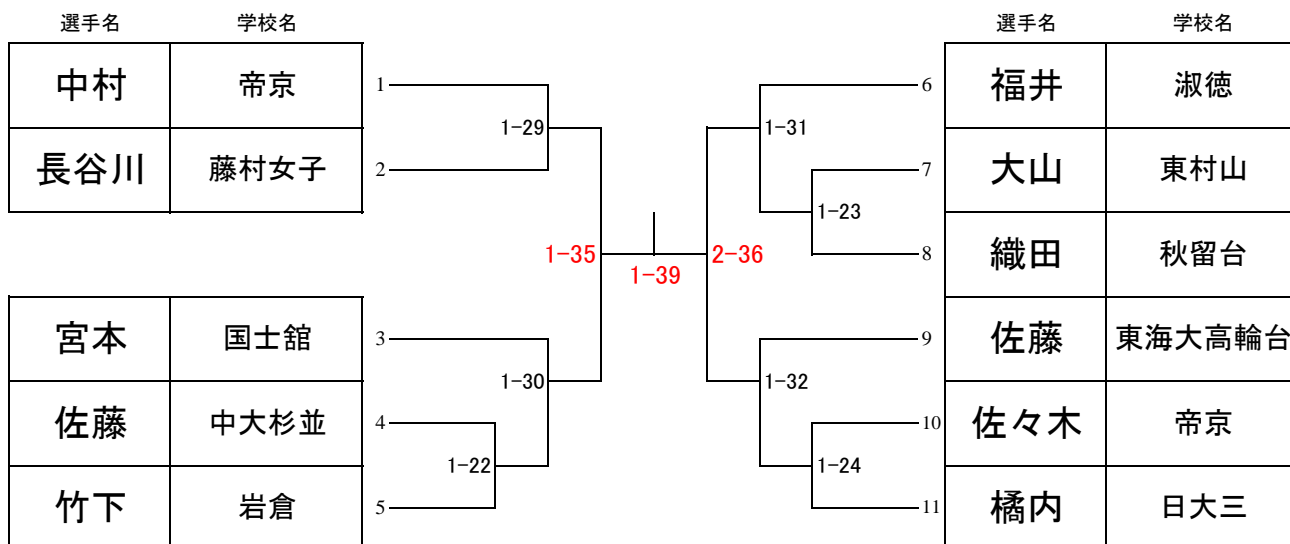 選手名 学校名 選手名 学校名
中村 帝京 1 6 福井 淑徳
1-29 1-31
長谷川 藤村女子 2 7 大山 東村山
1-23
1-35 1-39 2-36 8 織田 秋留台
宮本 国士舘 3 9 佐藤 東海大高輪台
1-30 1-32
佐藤 中大杉並 4 10 佐々木 帝京
1-22 1-24
竹下 岩倉 5 11 橘内 日大三